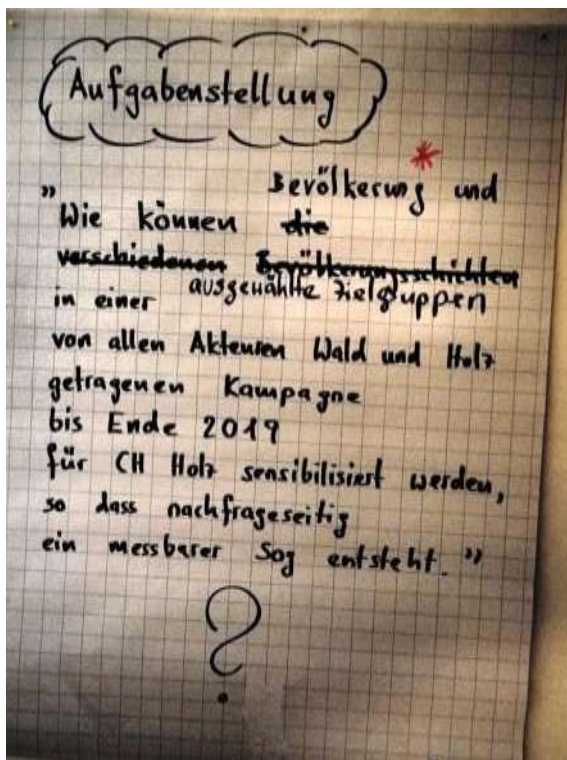 Aufgabenstellung
*
Bevölkerung und
"Wie können die
verschiedenen Bevölkerungsschichten
ausgewählte Zielgruppen
in einer
von allen Akteuren Wald und Holz
getragenen Kampagne
bis Ende 2019
für CH Holz sensibilisiert werden,
so dass nachfrageseitig
ein messbarer Sog entsteht."
?